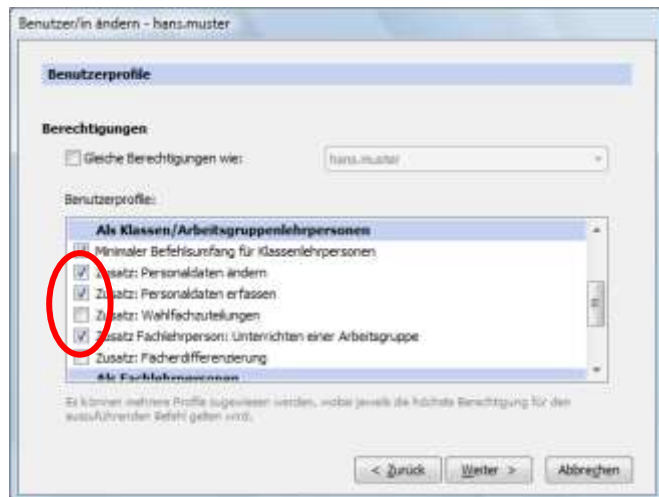 Benutzer/in ändern - hans.muster
Benutzerprofile
Berechtigungen
Gleiche Berechtigungen wie:
hans.muster
Benutzerprofile:
Als Klassen/Arbeitsgruppenlehrpersonen
Minimaler Befehlsumfang für Klassenlehrpersonen
Zusatz: Personaldaten ändern
Zusatz: Personaldaten erfassen
Zusatz: Wahlfachzuteilungen
Zusatz Fachlehrperson: Unterrichten einer Arbeitsgruppe
Zusatz: Fächerdifferenzierung
Als Fachlehrpersonen
Es können mehrere Profile zugewiesen werden, wobei jeweils die höchste Berechtigung für den
auszuführenden Befehl gelten wird.
< Zurück
Weiter >
Abbrechen